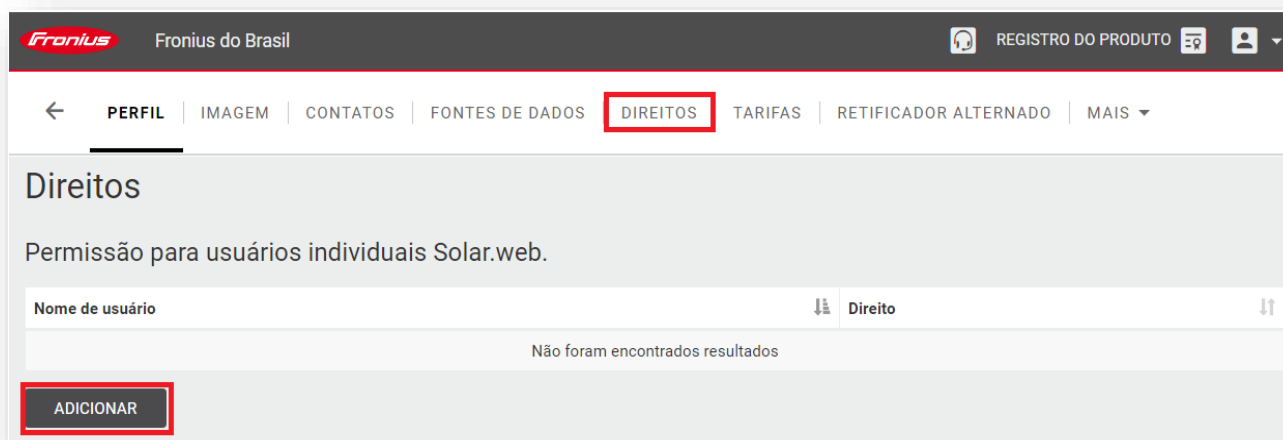 Fronius Fronius do Brasil REGISTRO DO PRODUTO
PERFIL IMAGEM CONTATOS FONTES DE DADOS DIREITOS TARIFAS RETIFICADOR ALTERNADO MAIS
Direitos
Permissão para usuários individuais Solar.web.
Nome de usuário Direito
Não foram encontrados resultados
ADICIONAR